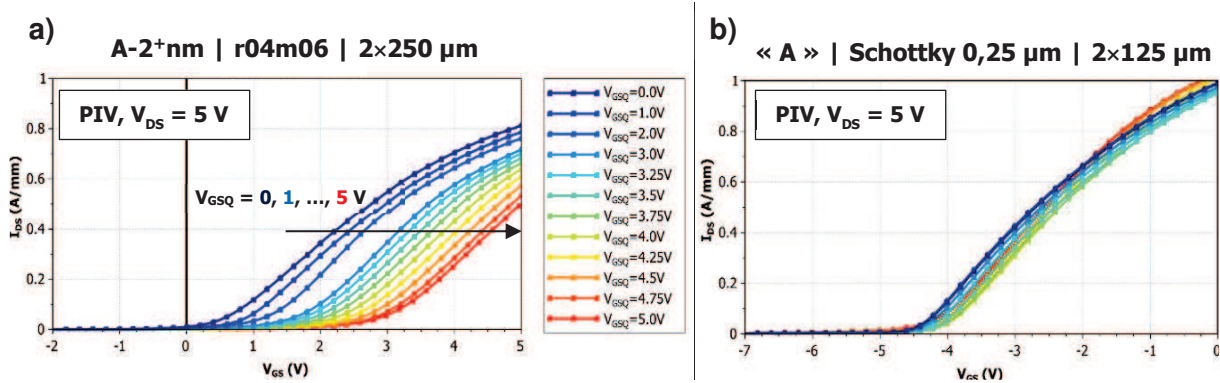 a)
A-2⁺nm | r04m06 | 2×250 µm
PIV, V_DS = 5 V
V_GSQ = 0, 1, ..., 5 V
I_DS (A/mm)
1
0.8
0.6
0.4
0.2
0
-2
-1
0
1
2
3
4
5
V_GS (V)
V_GSQ=0.0V
V_GSQ=1.0V
V_GSQ=2.0V
V_GSQ=3.0V
V_GSQ=3.25V
V_GSQ=3.5V
V_GSQ=3.75V
V_GSQ=4.0V
V_GSQ=4.25V
V_GSQ=4.5V
V_GSQ=4.75V
V_GSQ=5.0V
b)
« A » | Schottky 0,25 µm | 2×125 µm
PIV, V_DS = 5 V
I_DS (A/mm)
1
0.8
0.6
0.4
0.2
0
-7
-6
-5
-4
-3
-2
-1
0
V_GS (V)